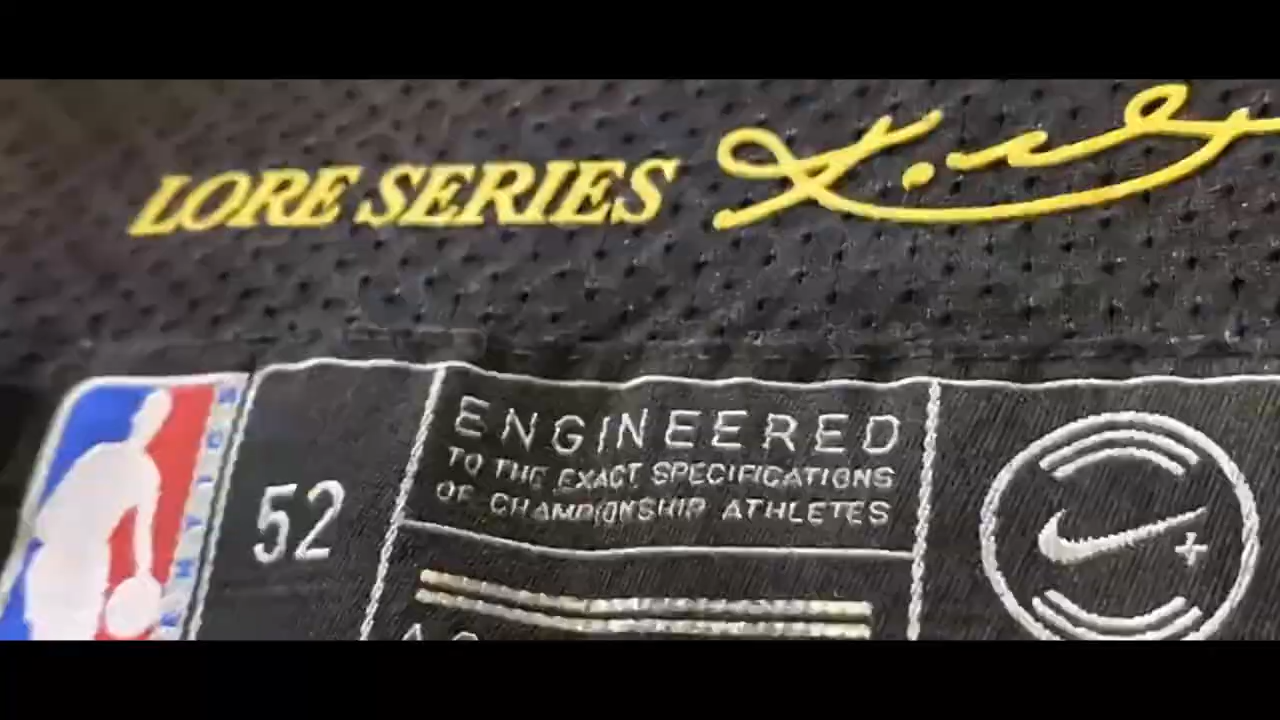 LORE SERIES
52
ENGINEERED
TO THE EXACT SPECIFICATIONS
OF CHAMPIONSHIP ATHLETES